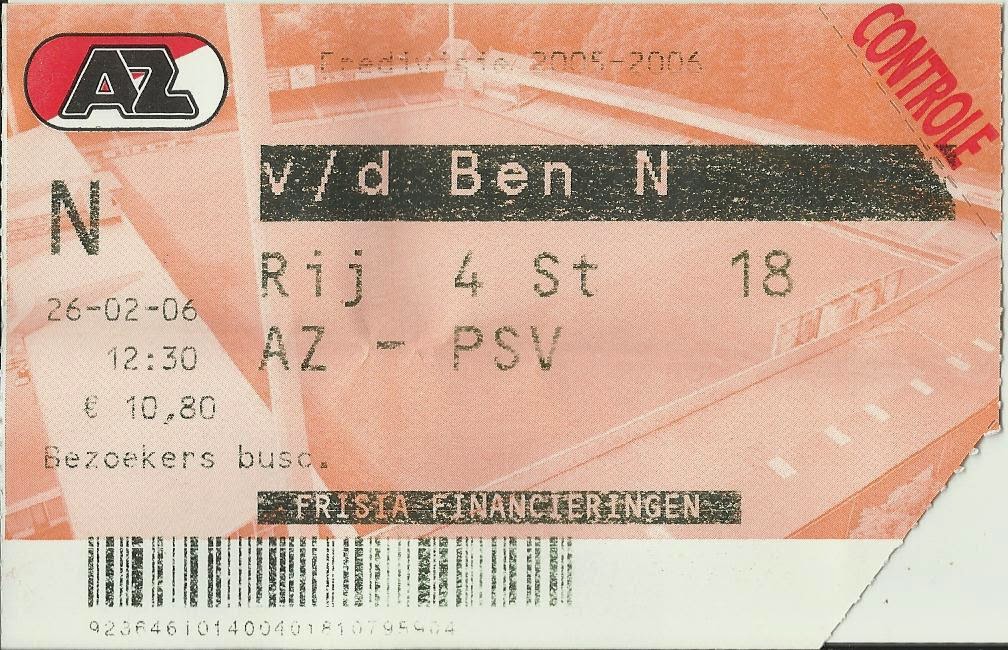 AZ
Eredivisie 2005-2006
CONTROLE
v/d Ben N
N
Rij 4 St 18
26-02-06
AZ - PSV
12:30
€ 10,80
Bezoekers busc.
FRISIA FINANCIERINGEN